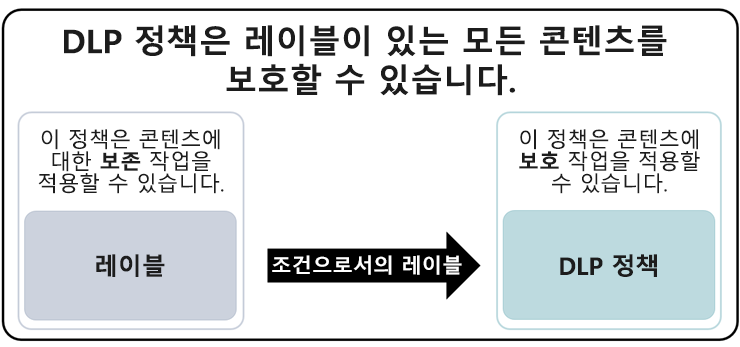 DLP 정책은 레이블이 있는 모든 콘텐츠를
보호할 수 있습니다.
이 정책은 콘텐츠에
대한 보존 작업을
적용할 수 있습니다.
레이블
조건으로서의 레이블
이 정책은 콘텐츠에
보호 작업을 적용할
수 있습니다.
DLP 정책